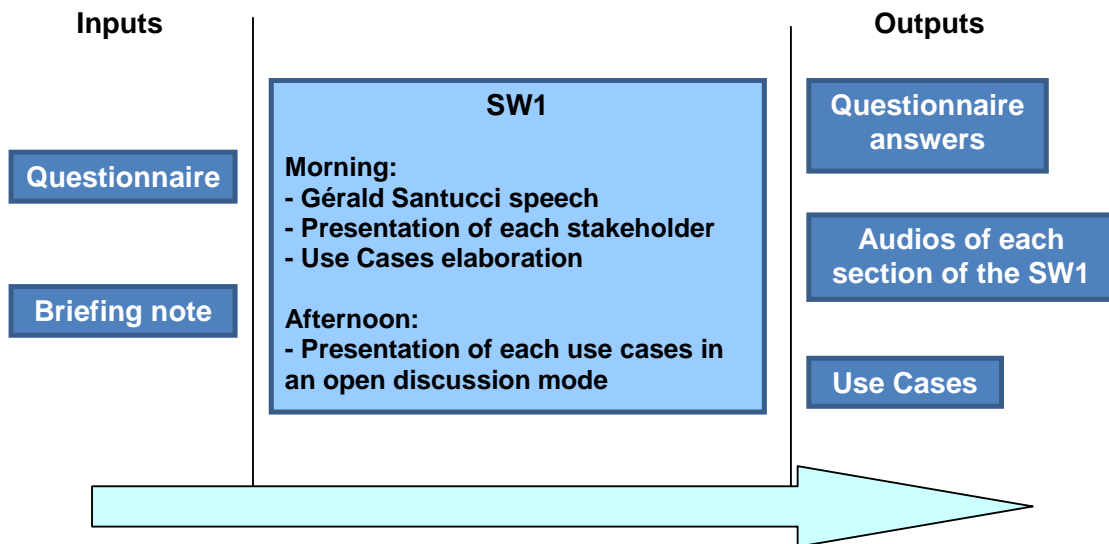 Inputs
Questionnaire
Briefing note
SW1
Morning:
- Gérald Santucci speech
- Presentation of each stakeholder
- Use Cases elaboration
Afternoon:
- Presentation of each use cases in
an open discussion mode
Outputs
Questionnaire
answers
Audios of each
section of the SW1
Use Cases